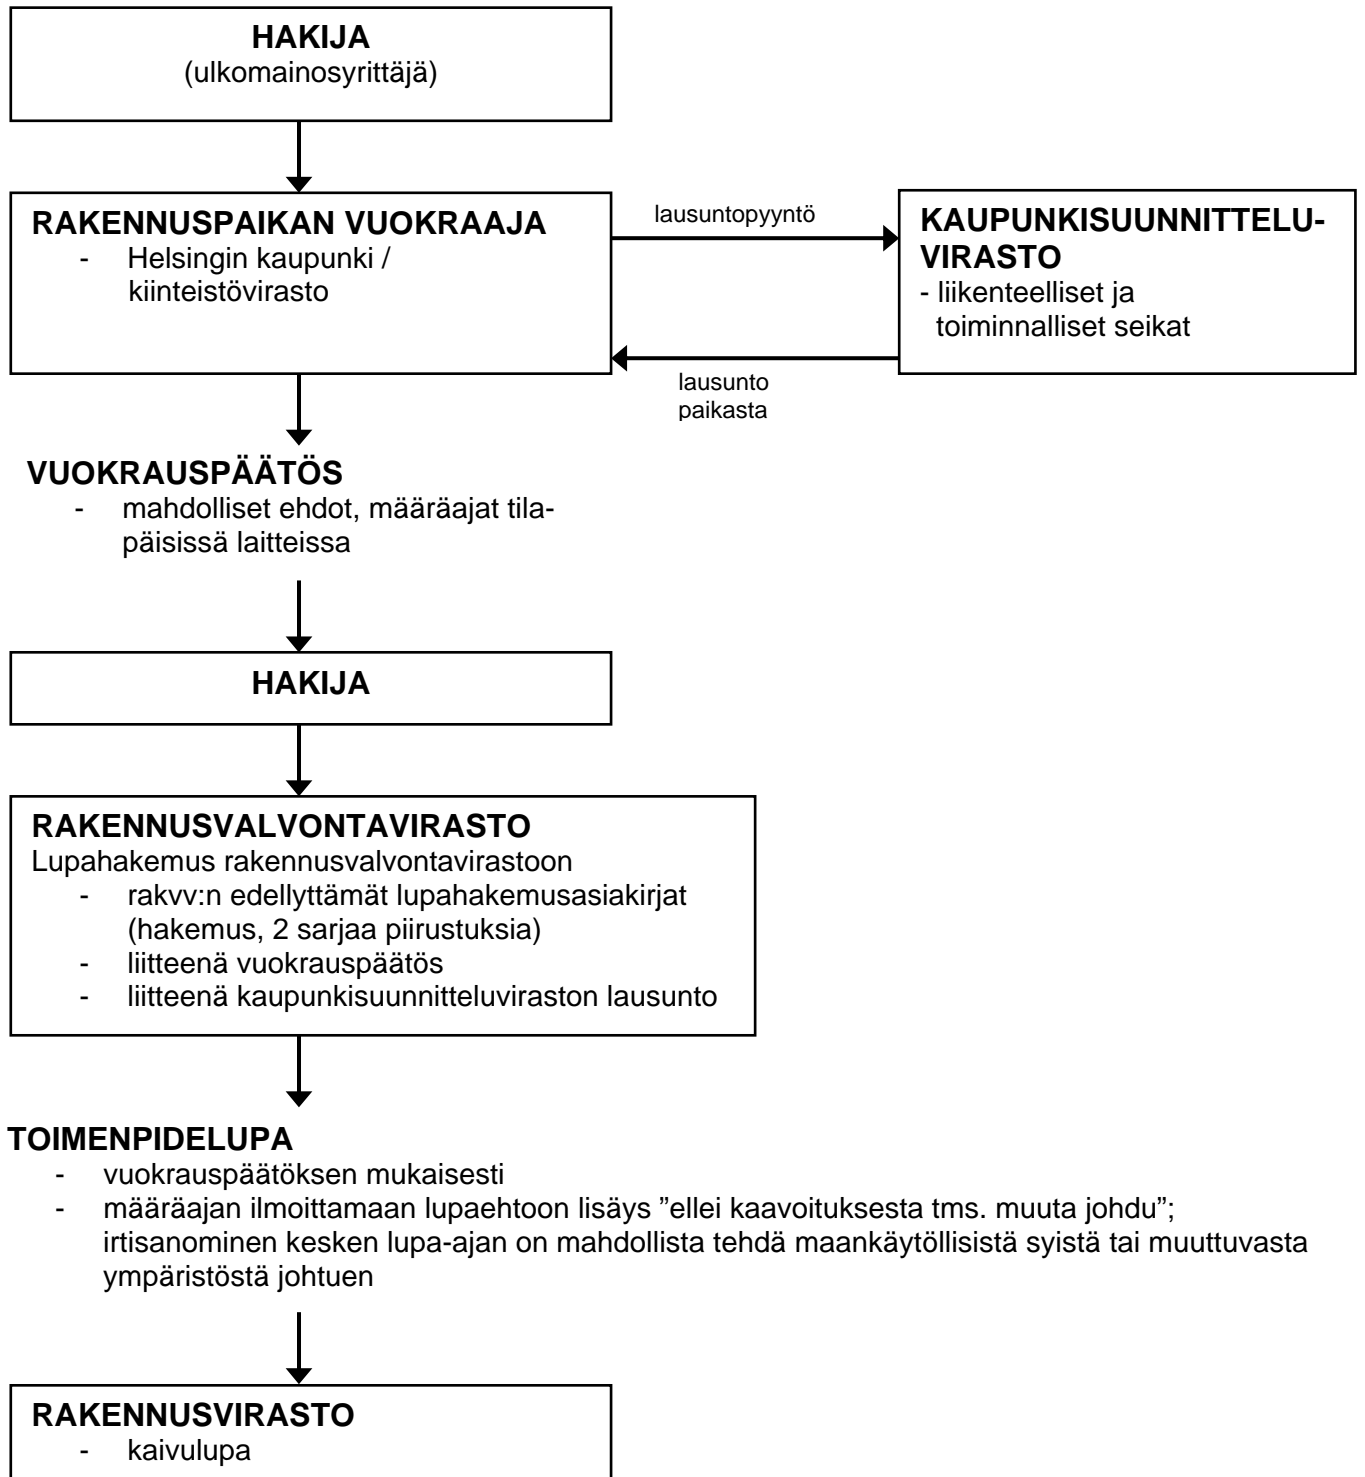 HAKIJA
(ulkomainosyrittäjä)
RAKENNUSPAIKAN VUOKRAAJA
- Helsingin kaupunki /
kiinteistövirasto
lausuntopyyntö
KAUPUNKISUUNNITTELU-
VIRASTO
- liikenteelliset ja
toiminnalliset seikat
lausunto
paikasta
VUOKRAUSPÄÄTÖS
- mahdolliset ehdot, määräajat tila-
päisissä laitteissa
HAKIJA
RAKENNUSVALVONTAVIRASTO
Lupahakemus rakennusvalvontavirastoon
- rakvv:n edellyttämät lupahakemusasiakirjat
(hakemus, 2 sarjaa piirustuksia)
- liitteenä vuokrauspäätös
- liitteenä kaupunkisuunnitteluviraston lausunto
TOIMENPIDELUPA
- vuokrauspäätöksen mukaisesti
- määräajan ilmoittamaan lupaehtoon lisäys ”ellei kaavoituksesta tms. muuta johdu”;
irtisanominen kesken lupa-ajan on mahdollista tehdä maankäytöllisistä syistä tai muuttuvasta
ympäristöstä johtuen
RAKENNUSVIRASTO
- kaivulupa